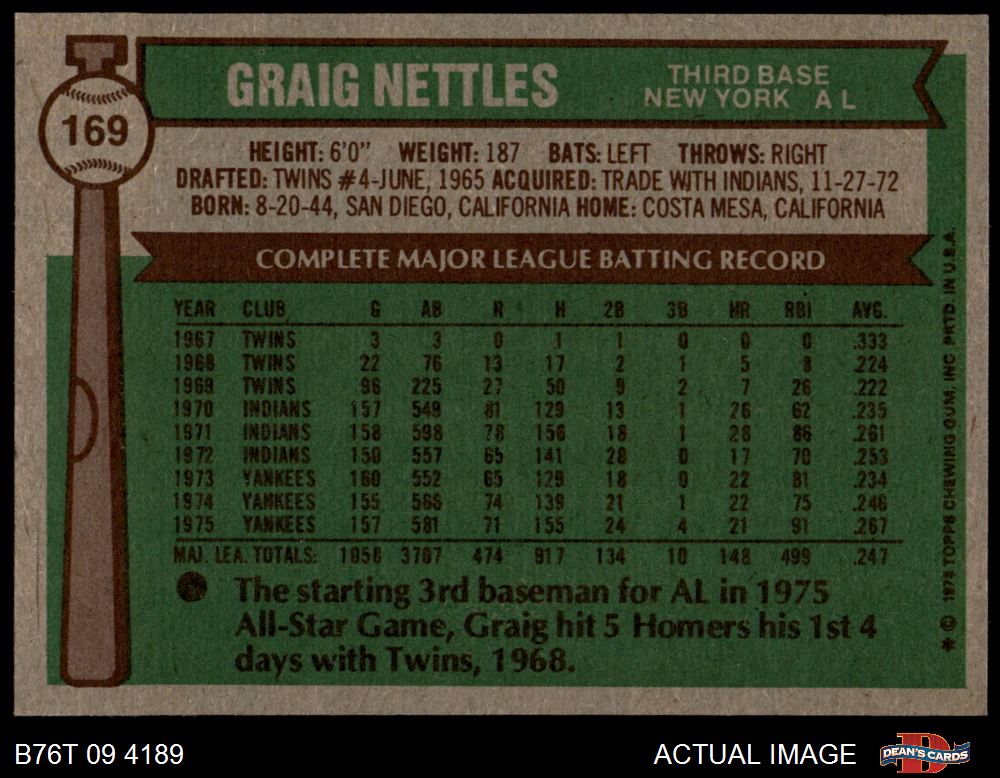 GRAIG NETTLES
THIRD BASE
NEW YORK A L
169
HEIGHT: 6'0" WEIGHT: 187 BATS: LEFT THROWS: RIGHT
DRAFTED: TWINS #4-JUNE, 1965 ACQUIRED: TRADE WITH INDIANS, 11-27-72
BORN: 8-20-44, SAN DIEGO, CALIFORNIA HOME: COSTA MESA, CALIFORNIA
COMPLETE MAJOR LEAGUE BATTING RECORD
YEAR CLUB G AB R H 2B 3B HR RBI AVG.
1967 TWINS 3 3 0 1 1 0 0 0 .333
1968 TWINS 22 76 13 17 2 1 5 8 .224
1969 TWINS 96 225 27 50 9 2 7 26 .222
1970 INDIANS 157 549 81 129 13 1 26 62 .235
1971 INDIANS 158 598 78 156 18 1 28 86 .261
1972 INDIANS 150 557 65 141 28 0 17 70 .253
1973 YANKEES 160 552 65 129 18 0 22 81 .234
1974 YANKEES 155 566 74 139 21 1 22 75 .246
1975 YANKEES 157 581 71 155 24 4 21 91 .267
MAJ. LEA. TOTALS: 1058 3707 474 917 134 10 148 499 .247
The starting 3rd baseman for AL in 1975
All-Star Game, Graig hit 5 Homers his 1st 4
days with Twins, 1968.
* © 1976 TOPPS CHEWING GUM, INC. PRTD. IN U.S.A.
B76T 09 4189
ACTUAL IMAGE
D
DEAN'S CARDS